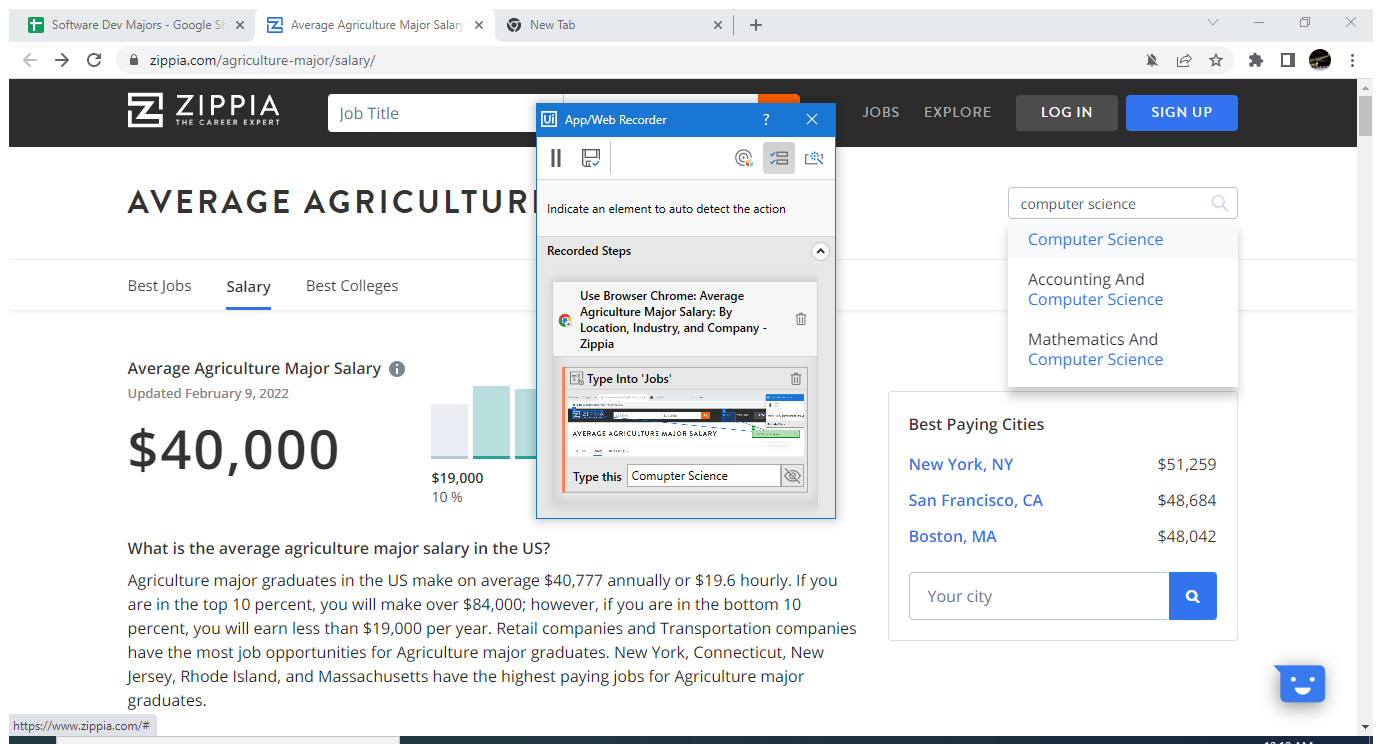 Software Dev Majors - Google Sh
Average Agriculture Major Salary
New Tab
zippia.com/agriculture-major/salary/
ZIPPIA
THE CAREER EXPERT
Job Title
JOBS
EXPLORE
LOG IN
SIGN UP
Ui App/Web Recorder
?
Indicate an element to auto detect the action
Recorded Steps
Use Browser Chrome: Average
Agriculture Major Salary: By
Location, Industry, and Company -
Zippia
Type Into 'Jobs'
AVERAGE AGRICULTURE MAJOR SALARY
Type this
Comupter Science
AVERAGE AGRICULTUR
computer science
Computer Science
Accounting And
Computer Science
Mathematics And
Computer Science
Best Jobs
Salary
Best Colleges
Average Agriculture Major Salary
Updated February 9, 2022
$40,000
$19,000
10 %
Best Paying Cities
New York, NY $51,259
San Francisco, CA $48,684
Boston, MA $48,042
Your city
What is the average agriculture major salary in the US?
Agriculture major graduates in the US make on average $40,777 annually or $19.6 hourly. If you
are in the top 10 percent, you will make over $84,000; however, if you are in the bottom 10
percent, you will earn less than $19,000 per year. Retail companies and Transportation companies
have the most job opportunities for Agriculture major graduates. New York, Connecticut, New
Jersey, Rhode Island, and Massachusetts have the highest paying jobs for Agriculture major
graduates.
https://www.zippia.com/#